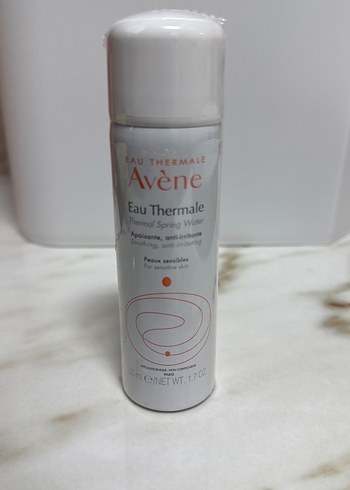 EAU THERMALE
Avène
Eau Thermale
Thermal Spring Water
Apaisante, anti-irritante
Soothing, anti-irritating
Peaux sensibles
For sensitive skin
PARIS
℮/NET WT. 1.7 OZ.